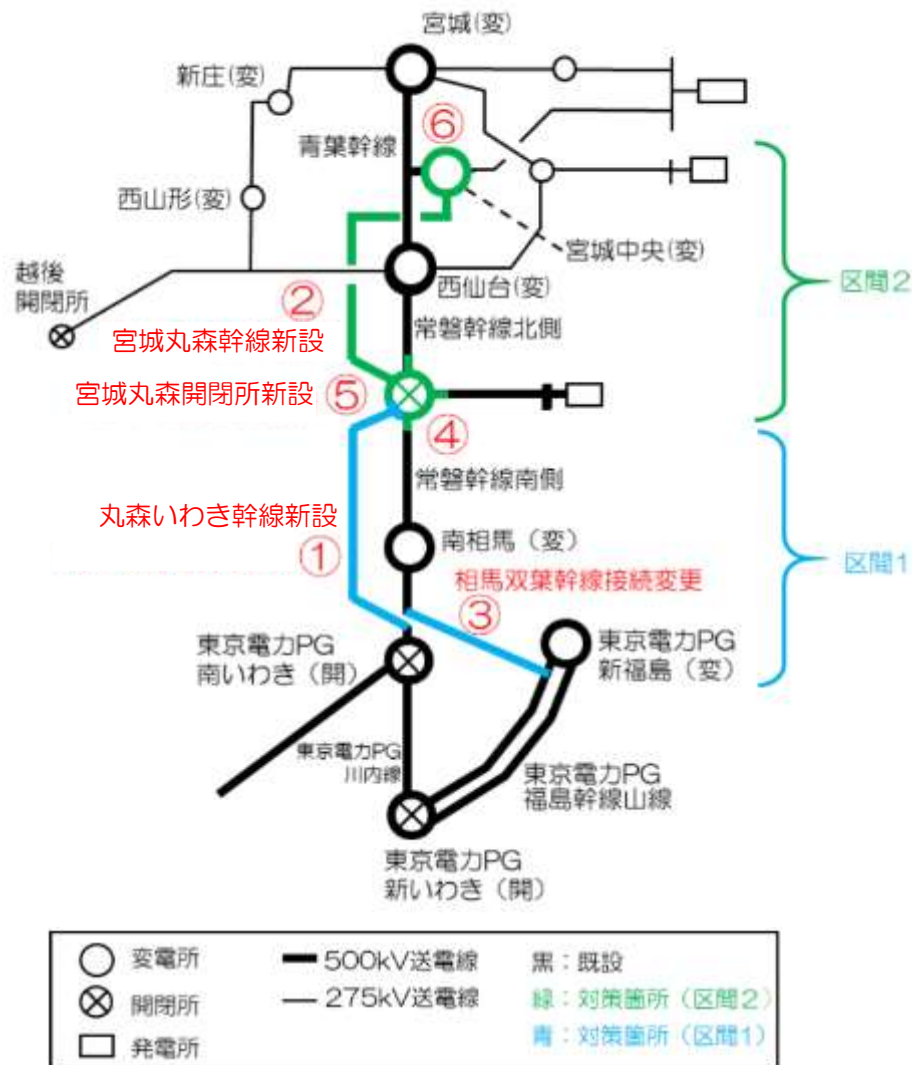 宮城(変)
新庄(変)
⑥
青葉幹線
西山形(変)
宮城中央(変)
越後
開閉所
西仙台(変)
区間2
②
常磐幹線北側
宮城丸森幹線新設
宮城丸森開閉所新設
⑤
④
常磐幹線南側
丸森いわき幹線新設
①
南相馬（変）
区間1
相馬双葉幹線接続変更
③
東京電力PG
南いわき（開）
東京電力PG
新福島（変）
東京電力PG
川内線
東京電力PG
福島幹線山線
東京電力PG
新いわき（開）
変電所
500kV送電線
黒：既設
開閉所
275kV送電線
緑：対策箇所（区間2）
発電所
青：対策箇所（区間1）